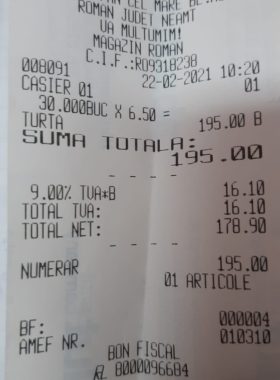 CEL MARE
ROMAN JUDET NEAMT
VA MULTUMIM!
MAGAZIN ROMAN
C.I.F.:RO9318238
008091 22-02-2021 10:20
CASIER 01 01
30.000BUC X 6.50 =
TURTA 195.00 B
SUMA TOTALA:
195.00
- - - -
9.00% TVA*B 16.10
TOTAL TVA: 16.10
TOTAL NET: 178.90
- - - -
NUMERAR 195.00
01 ARTICOLE
BF: 000004
AMEF NR. 010310
BON FISCAL
8000096684